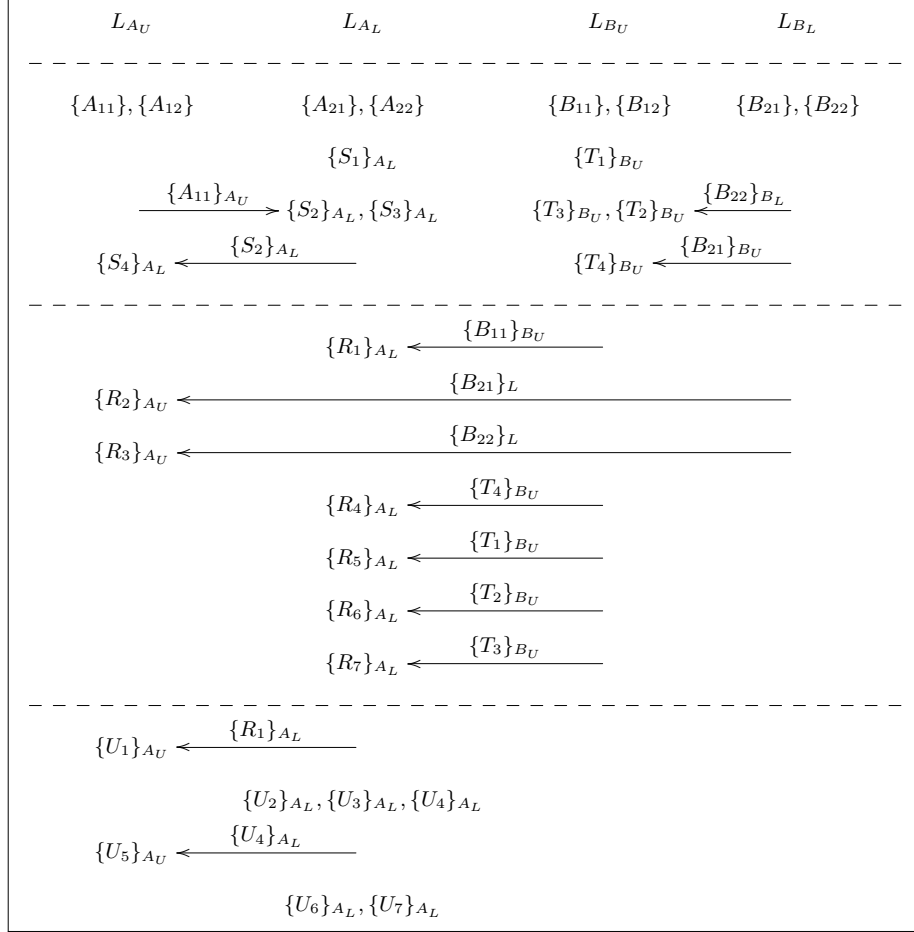 L_{A_U} L_{A_L} L_{B_U} L_{B_L}
{A_{11}}, {A_{12}} {A_{21}}, {A_{22}} {B_{11}}, {B_{12}} {B_{21}}, {B_{22}}
{S_1}_{A_L} {T_1}_{B_U}
{A_{11}}_{A_U} {S_2}_{A_L}, {S_3}_{A_L} {T_3}_{B_U}, {T_2}_{B_U} {B_{22}}_{B_L}
{S_4}_{A_L} {S_2}_{A_L} {T_4}_{B_U} {B_{21}}_{B_U}
{R_1}_{A_L} {B_{11}}_{B_U}
{R_2}_{A_U} {B_{21}}_L
{R_3}_{A_U} {B_{22}}_L
{R_4}_{A_L} {T_4}_{B_U}
{R_5}_{A_L} {T_1}_{B_U}
{R_6}_{A_L} {T_2}_{B_U}
{R_7}_{A_L} {T_3}_{B_U}
{U_1}_{A_U} {R_1}_{A_L}
{U_2}_{A_L}, {U_3}_{A_L}, {U_4}_{A_L}
{U_5}_{A_U} {U_4}_{A_L}
{U_6}_{A_L}, {U_7}_{A_L}